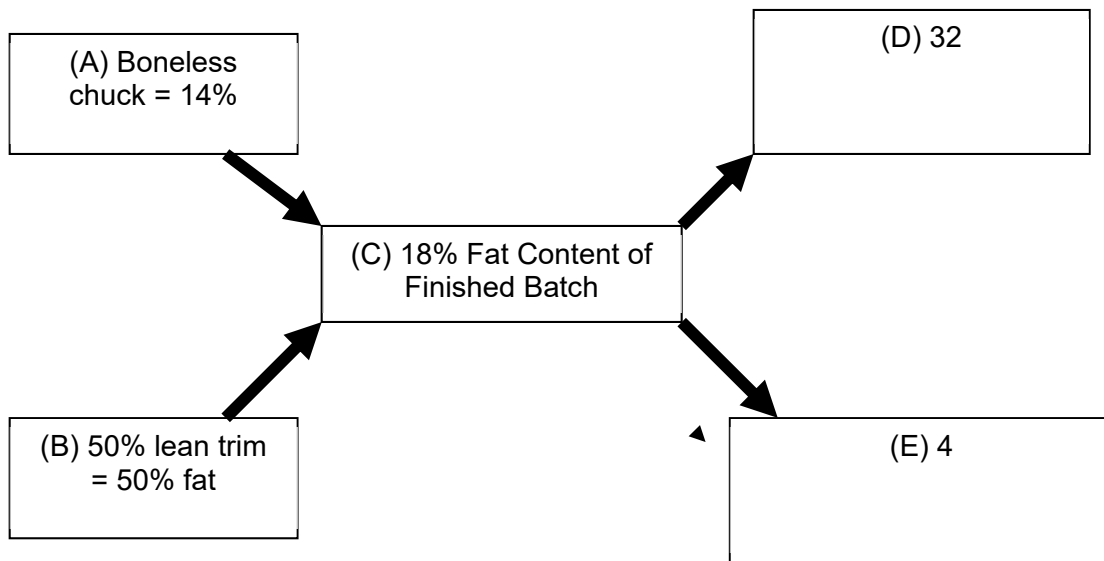 (A) Boneless
chuck = 14%
(D) 32
(C) 18% Fat Content of
Finished Batch
(B) 50% lean trim
= 50% fat
(E) 4